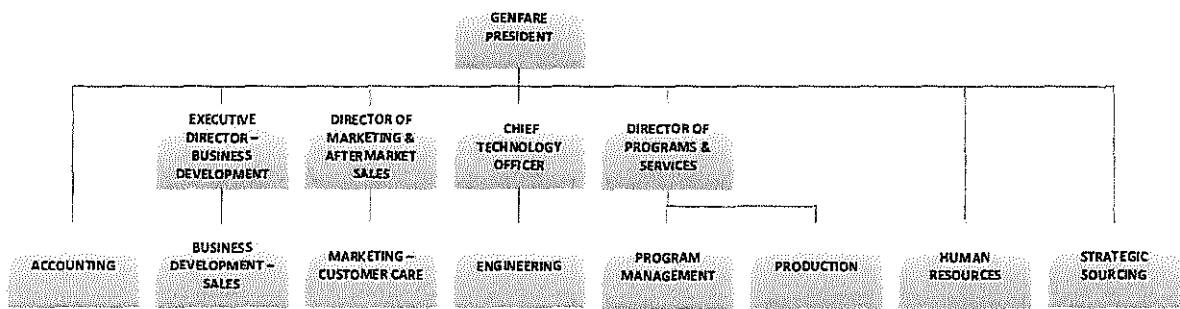 GENFARE
PRESIDENT
EXECUTIVE
DIRECTOR –
BUSINESS
DEVELOPMENT
DIRECTOR OF
MARKETING &
AFTERMARKET
SALES
CHIEF
TECHNOLOGY
OFFICER
DIRECTOR OF
PROGRAMS &
SERVICES
ACCOUNTING
BUSINESS
DEVELOPMENT –
SALES
MARKETING –
CUSTOMER CARE
ENGINEERING
PROGRAM
MANAGEMENT
PRODUCTION
HUMAN
RESOURCES
STRATEGIC
SOURCING